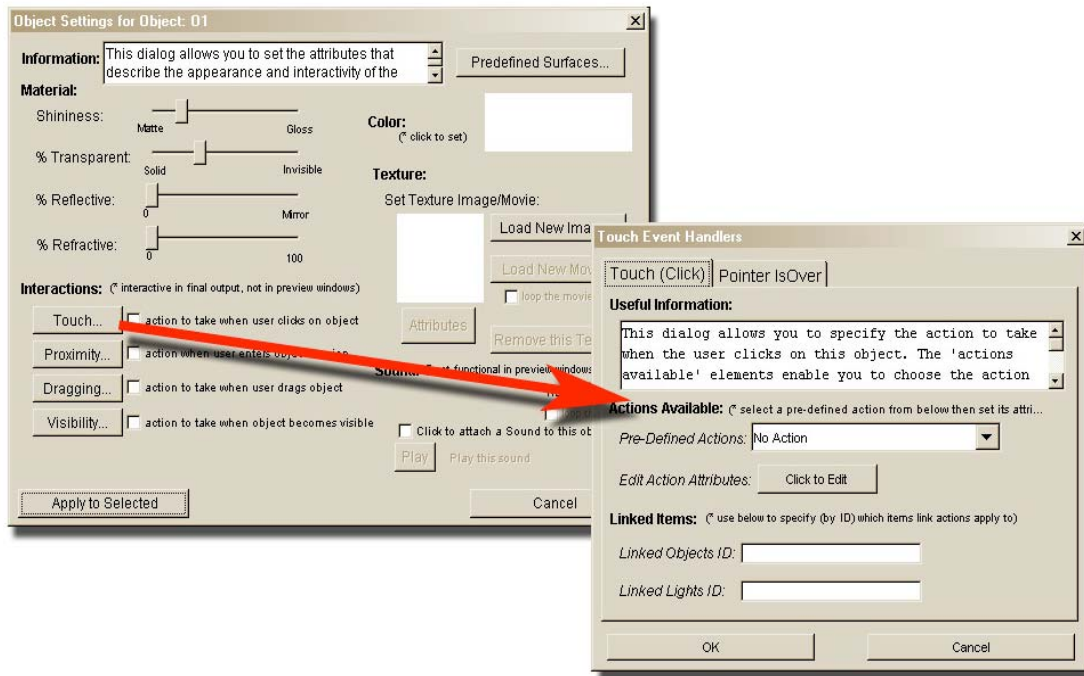 Object Settings for Object: O1
Information:
This dialog allows you to set the attributes that
describe the appearance and interactivity of the
Predefined Surfaces...
Material:
Shininess:
Matte
Gloss
% Transparent:
Solid
Invisible
% Reflective:
0
Mirror
% Refractive:
0
100
Color:
(* click to set)
Texture:
Set Texture Image/Movie:
Load New Ima
Load New Mov
loop the movie
Attributes
Remove this Te
Interactions: (* interactive in final output, not in preview windows)
Touch...
action to take when user clicks on object
Proximity...
action when user enters object
Dragging...
action to take when user drags object
Visibility...
action to take when object becomes visible
Sound:
functional in preview windows
Click to attach a Sound to this ob
Play
Play this sound
Apply to Selected
Cancel
Touch Event Handlers
Touch (Click)
Pointer IsOver
Useful Information:
This dialog allows you to specify the action to take
when the user clicks on this object. The 'actions
available' elements enable you to choose the action
Actions Available: (* select a pre-defined action from below then set its attri...
Pre-Defined Actions: No Action
Edit Action Attributes: Click to Edit
Linked Items: (* use below to specify (by ID) which items link actions apply to)
Linked Objects ID:
Linked Lights ID:
OK
Cancel